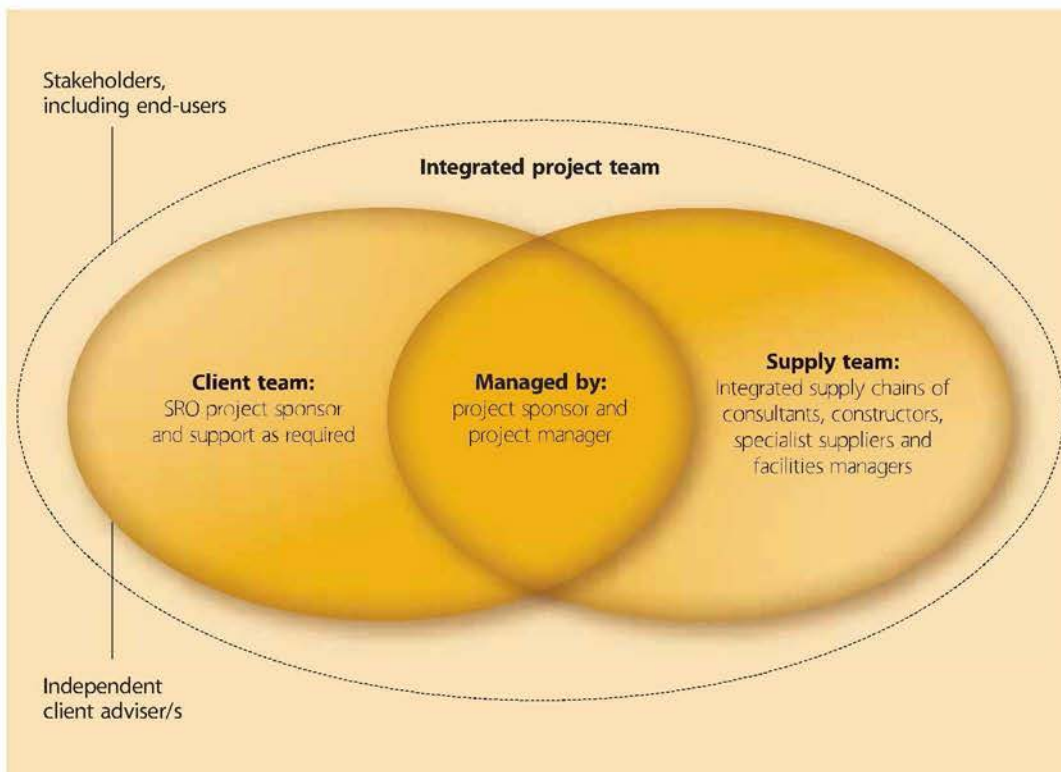 Stakeholders,
including end-users
Integrated project team
Client team:
SRO project sponsor
and support as required
Managed by:
project sponsor and
project manager
Supply team:
Integrated supply chains of
consultants, constructors,
specialist suppliers and
facilities managers
Independent
client adviser/s